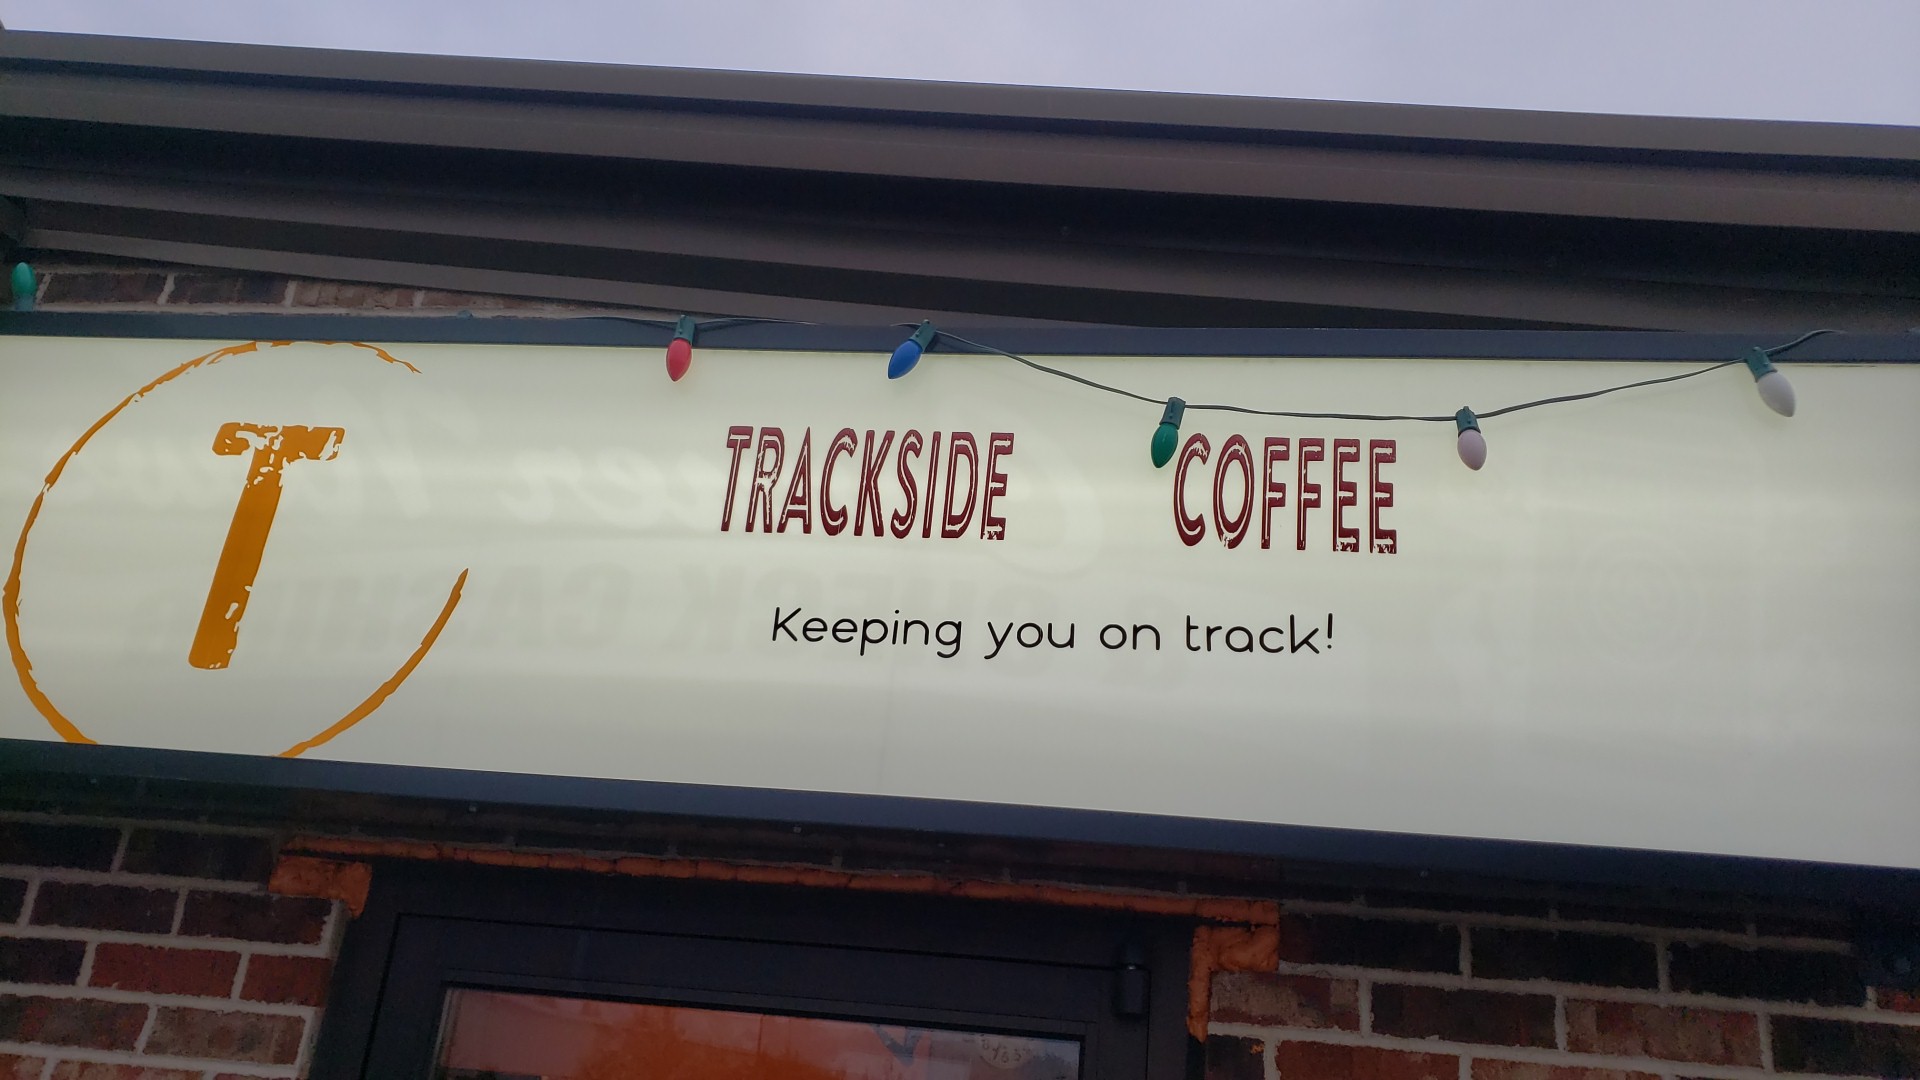 T
TRACKSIDE COFFEE
Keeping you on track!